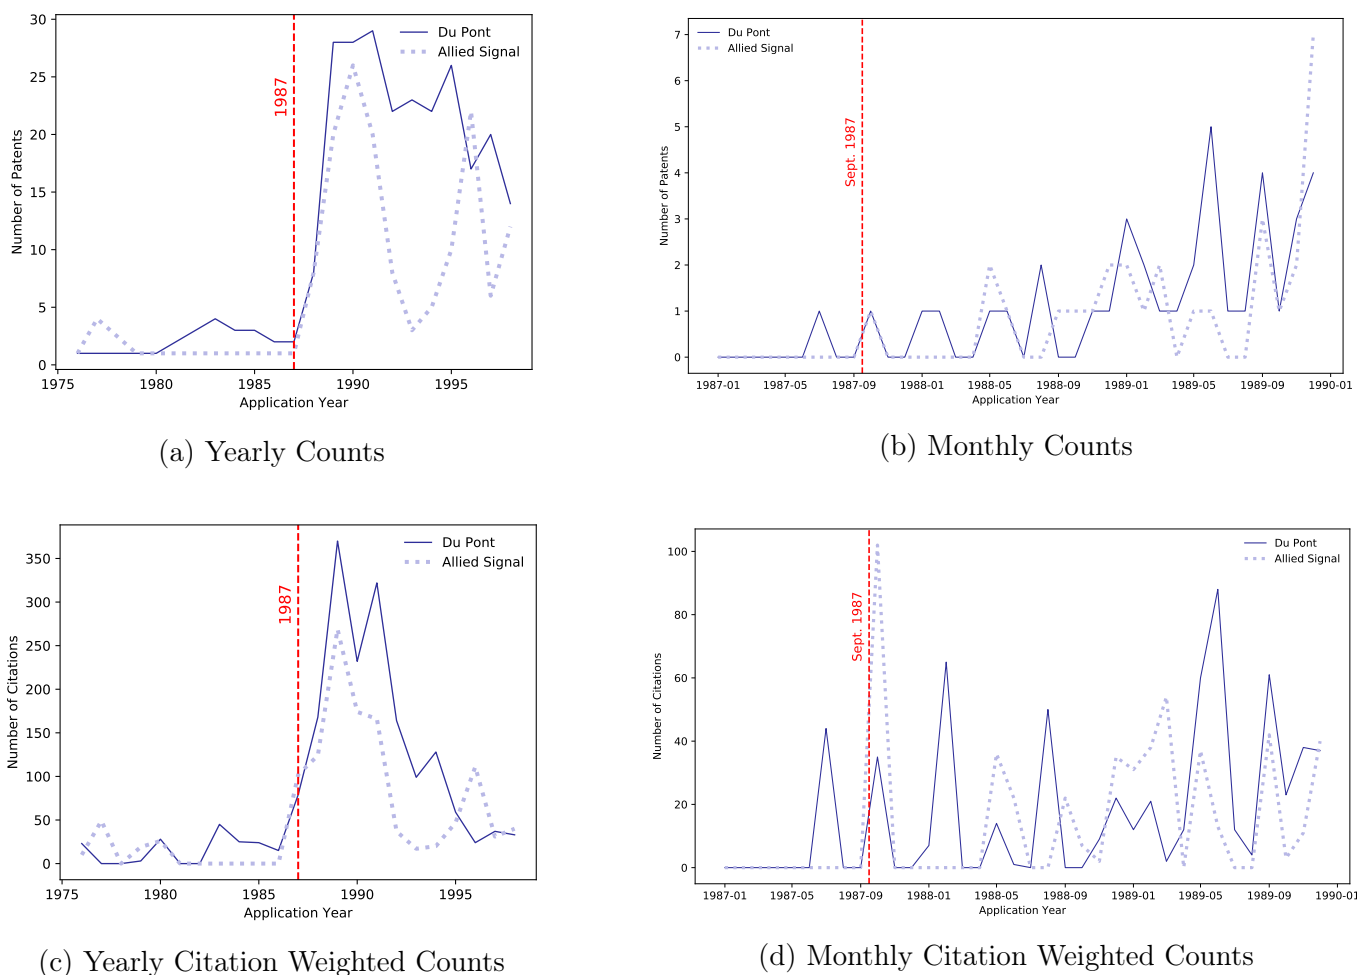 30
25
20
15
10
5
0
Number of Patents
1987
Du Pont
Allied Signal
1975
1980
1985
1990
1995
Application Year
(a) Yearly Counts
7
6
5
4
3
2
1
0
Number of Patents
Sept. 1987
Du Pont
Allied Signal
1987-01
1987-05
1987-09
1988-01
1988-05
1988-09
1989-01
1989-05
1989-09
1990-01
Application Year
(b) Monthly Counts
350
300
250
200
150
100
50
0
Number of Citations
1987
Du Pont
Allied Signal
1975
1980
1985
1990
1995
Application Year
(c) Yearly Citation Weighted Counts
100
80
60
40
20
0
Number of Citations
Sept. 1987
Du Pont
Allied Signal
1987-01
1987-05
1987-09
1988-01
1988-05
1988-09
1989-01
1989-05
1989-09
1990-01
Application Year
(d) Monthly Citation Weighted Counts